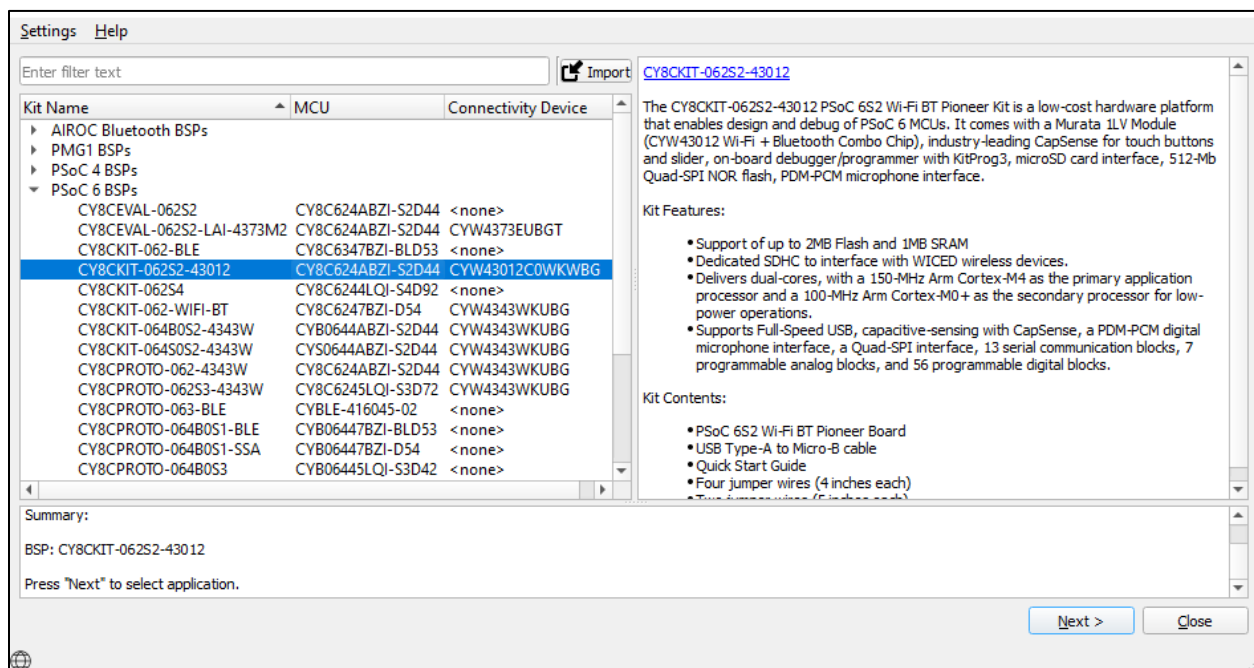 Settings Help
Enter filter text
Import
Kit Name MCU Connectivity Device
AIROC Bluetooth BSPs
PMG1 BSPs
PSoC 4 BSPs
PSoC 6 BSPs
CY8CEVAL-062S2 CY8C624ABZI-S2D44 <none>
CY8CEVAL-062S2-LAI-4373M2 CY8C624ABZI-S2D44 CYW4373EUBGT
CY8CKIT-062-BLE CY8C6347BZI-BLD53 <none>
CY8CKIT-062S2-43012 CY8C624ABZI-S2D44 CYW43012C0WKWBG
CY8CKIT-062S4 CY8C6244LQI-S4D92 <none>
CY8CKIT-062-WIFI-BT CY8C6247BZI-D54 CYW4343WKUBG
CY8CKIT-064B0S2-4343W CYB0644ABZI-S2D44 CYW4343WKUBG
CY8CKIT-064S0S2-4343W CYS0644ABZI-S2D44 CYW4343WKUBG
CY8CPROTO-062-4343W CY8C624ABZI-S2D44 CYW4343WKUBG
CY8CPROTO-062S3-4343W CY8C6245LQI-S3D72 CYW4343WKUBG
CY8CPROTO-063-BLE CYBLE-416045-02 <none>
CY8CPROTO-064B0S1-BLE CYB06447BZI-BLD53 <none>
CY8CPROTO-064B0S1-SSA CYB06447BZI-D54 <none>
CY8CPROTO-064B0S3 CYB06445LQI-S3D42 <none>
CY8CKIT-062S2-43012
The CY8CKIT-062S2-43012 PSoC 6S2 Wi-Fi BT Pioneer Kit is a low-cost hardware platform
that enables design and debug of PSoC 6 MCUs. It comes with a Murata 1LV Module
(CYW43012 Wi-Fi + Bluetooth Combo Chip), industry-leading CapSense for touch buttons
and slider, on-board debugger/programmer with KitProg3, microSD card interface, 512-Mb
Quad-SPI NOR flash, PDM-PCM microphone interface.
Kit Features:
•Support of up to 2MB Flash and 1MB SRAM
•Dedicated SDHC to interface with WICED wireless devices.
•Delivers dual-cores, with a 150-MHz Arm Cortex-M4 as the primary application
processor and a 100-MHz Arm Cortex-M0+ as the secondary processor for low-
power operations.
•Supports Full-Speed USB, capacitive-sensing with CapSense, a PDM-PCM digital
microphone interface, a Quad-SPI interface, 13 serial communication blocks, 7
programmable analog blocks, and 56 programmable digital blocks.
Kit Contents:
•PSoC 6S2 Wi-Fi BT Pioneer Board
•USB Type-A to Micro-B cable
•Quick Start Guide
•Four jumper wires (4 inches each)
•Two jumper wires (5 inches each)
Summary:
BSP: CY8CKIT-062S2-43012
Press "Next" to select application.
Next > Close